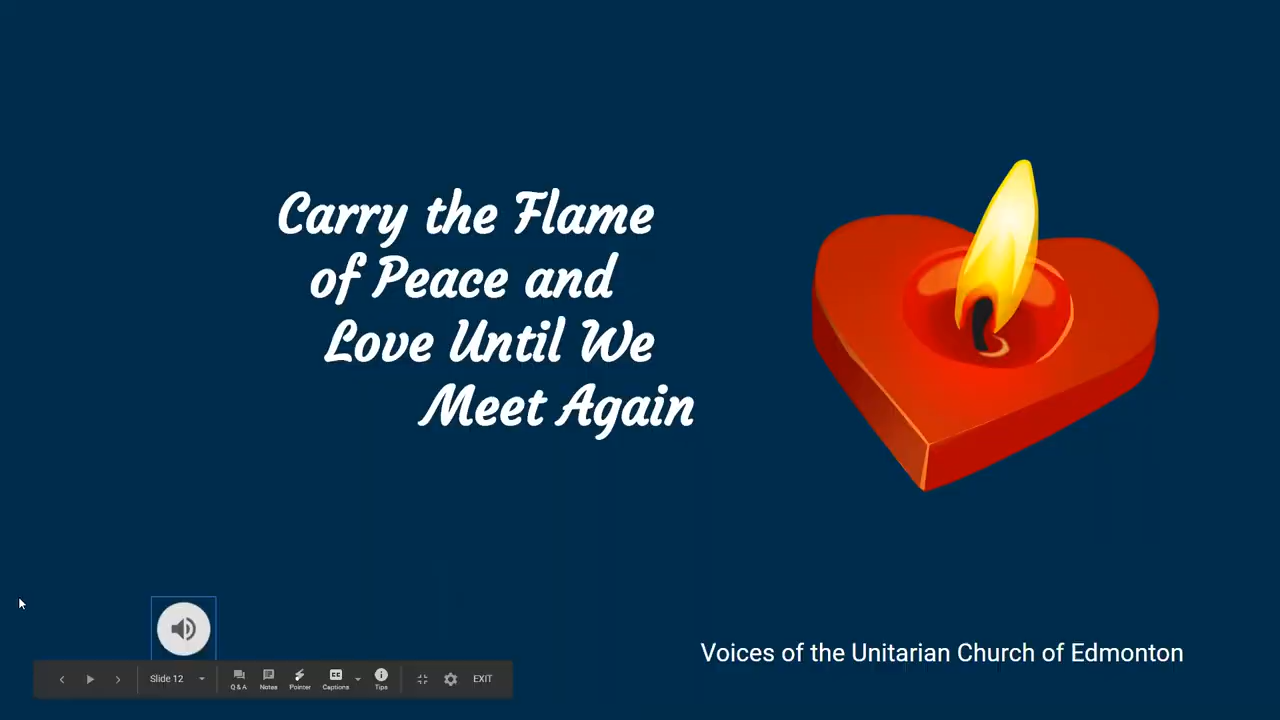 Carry the Flame
of Peace and
Love Until We
Meet Again
Voices of the Unitarian Church of Edmonton
Slide 12
Q & A
Notes
Pointer
Captions
Tips
EXIT